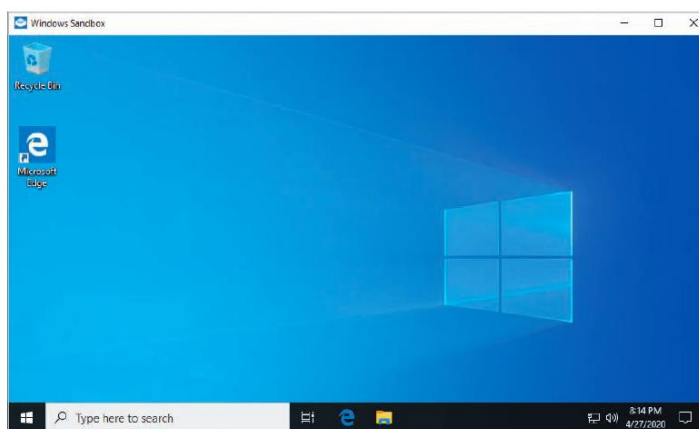 Windows Sandbox
Recycle Bin
Microsoft
Edge
Type here to search
8:14 PM
4/27/2020